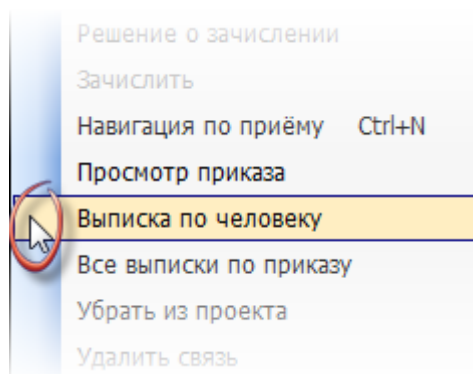 Решение о зачислении
Зачислить
Навигация по приёму Ctrl+N
Просмотр приказа
Выписка по человеку
Все выписки по приказу
Убрать из проекта
Удалить связь